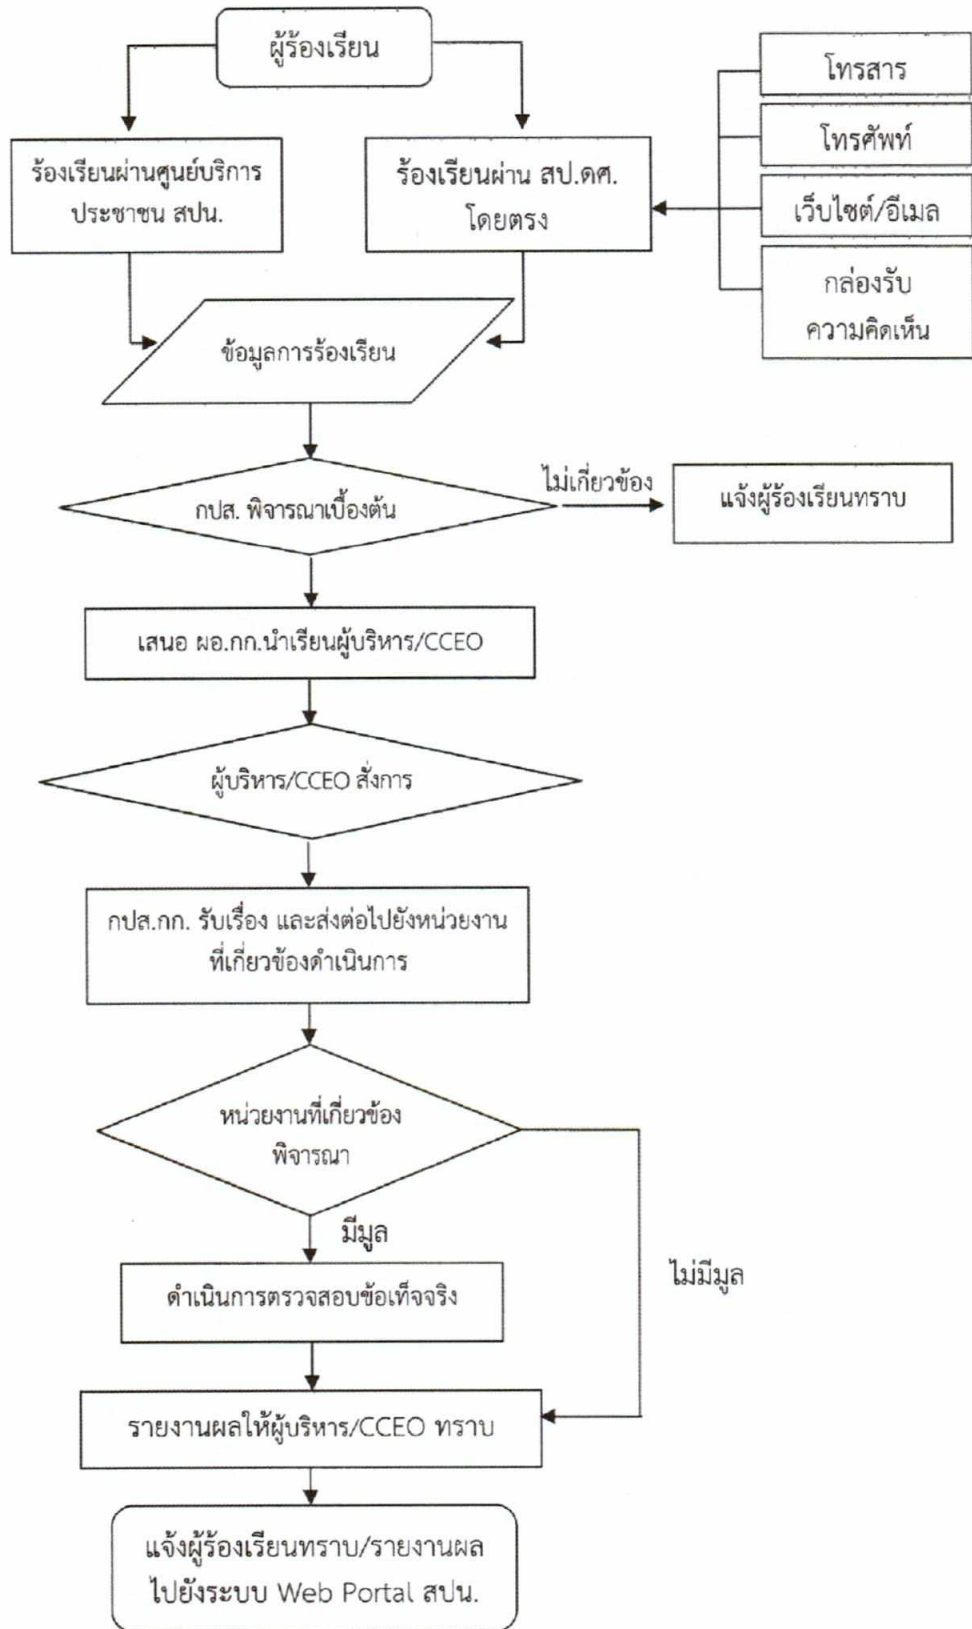 ผู้ร้องเรียน
โทรสาร
โทรศัพท์
เว็บไซต์/อีเมล
กล่องรับ
ความคิดเห็น
ร้องเรียนผ่านศูนย์บริการ
ประชาชน สปน.
ร้องเรียนผ่าน สป.ดศ.
โดยตรง
ข้อมูลการร้องเรียน
กปส. พิจารณาเบื้องต้น
ไม่เกี่ยวข้อง
แจ้งผู้ร้องเรียนทราบ
เสนอ ผอ.กก.นำเรียนผู้บริหาร/CCEO
ผู้บริหาร/CCEO สั่งการ
กปส.กก. รับเรื่อง และส่งต่อไปยังหน่วยงาน
ที่เกี่ยวข้องดำเนินการ
หน่วยงานที่เกี่ยวข้อง
พิจารณา
มีมูล
ไม่มีมูล
ดำเนินการตรวจสอบข้อเท็จจริง
รายงานผลให้ผู้บริหาร/CCEO ทราบ
แจ้งผู้ร้องเรียนทราบ/รายงานผล
ไปยังระบบ Web Portal สปน.